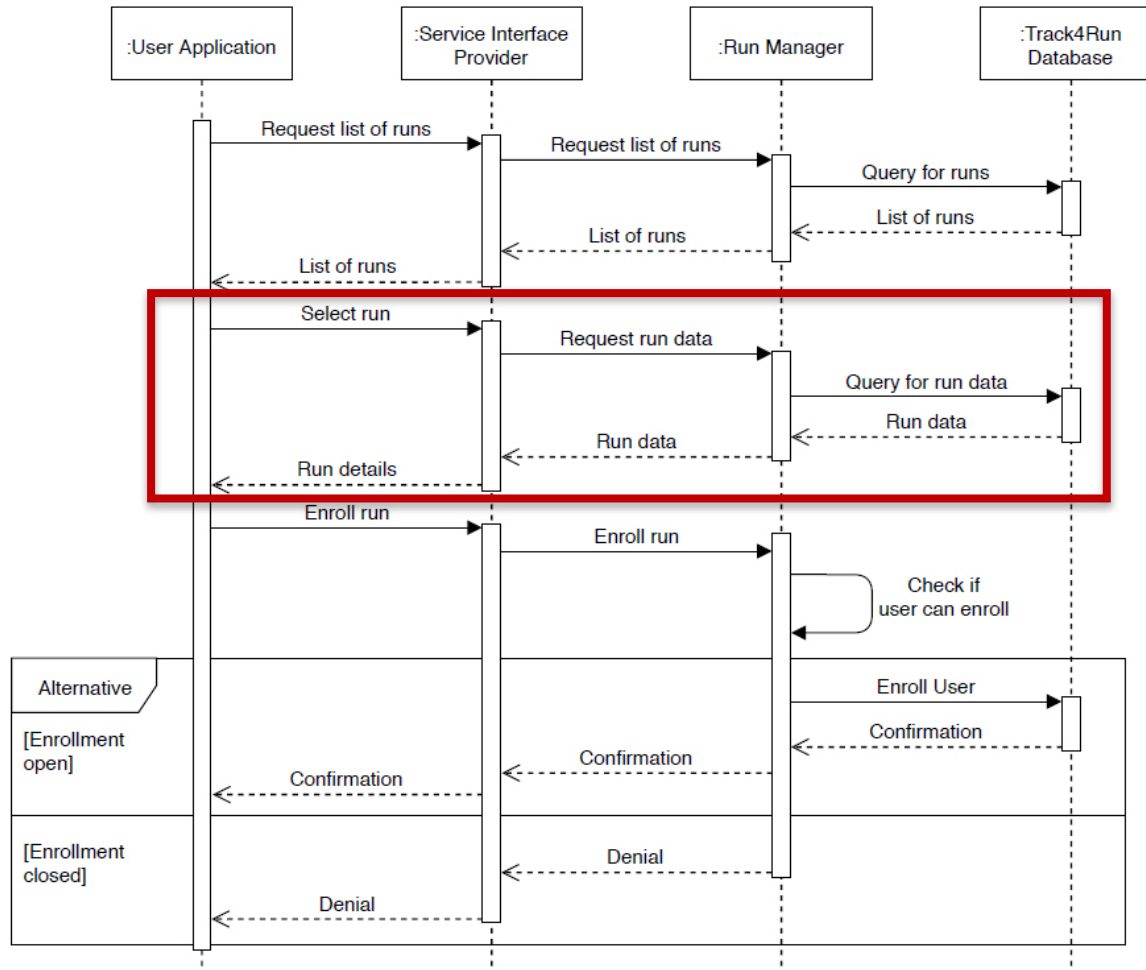 :User Application
:Service Interface
Provider
:Run Manager
:Track4Run
Database
Request list of runs
Request list of runs
Query for runs
List of runs
List of runs
List of runs
Select run
Request run data
Query for run data
Run data
Run data
Run details
Enroll run
Enroll run
Check if
user can enroll
Alternative
Enroll User
[Enrollment
open]
Confirmation
Confirmation
Confirmation
[Enrollment
closed]
Denial
Denial